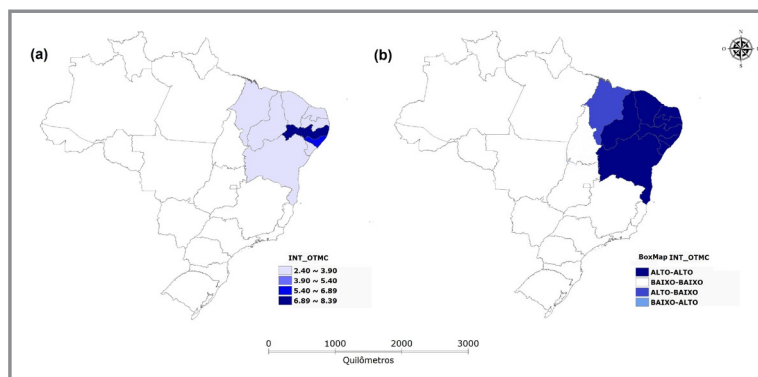 (a)
(b)
N
O
S
INT_OTMC
2.40 ~ 3.90
3.90 ~ 5.40
5.40 ~ 6.89
6.89 ~ 8.39
BoxMap INT_OTMC
ALTO-ALTO
BAIXO-BAIXO
ALTO-BAIXO
BAIXO-ALTO
0 1000 2000 3000
Quilômetros